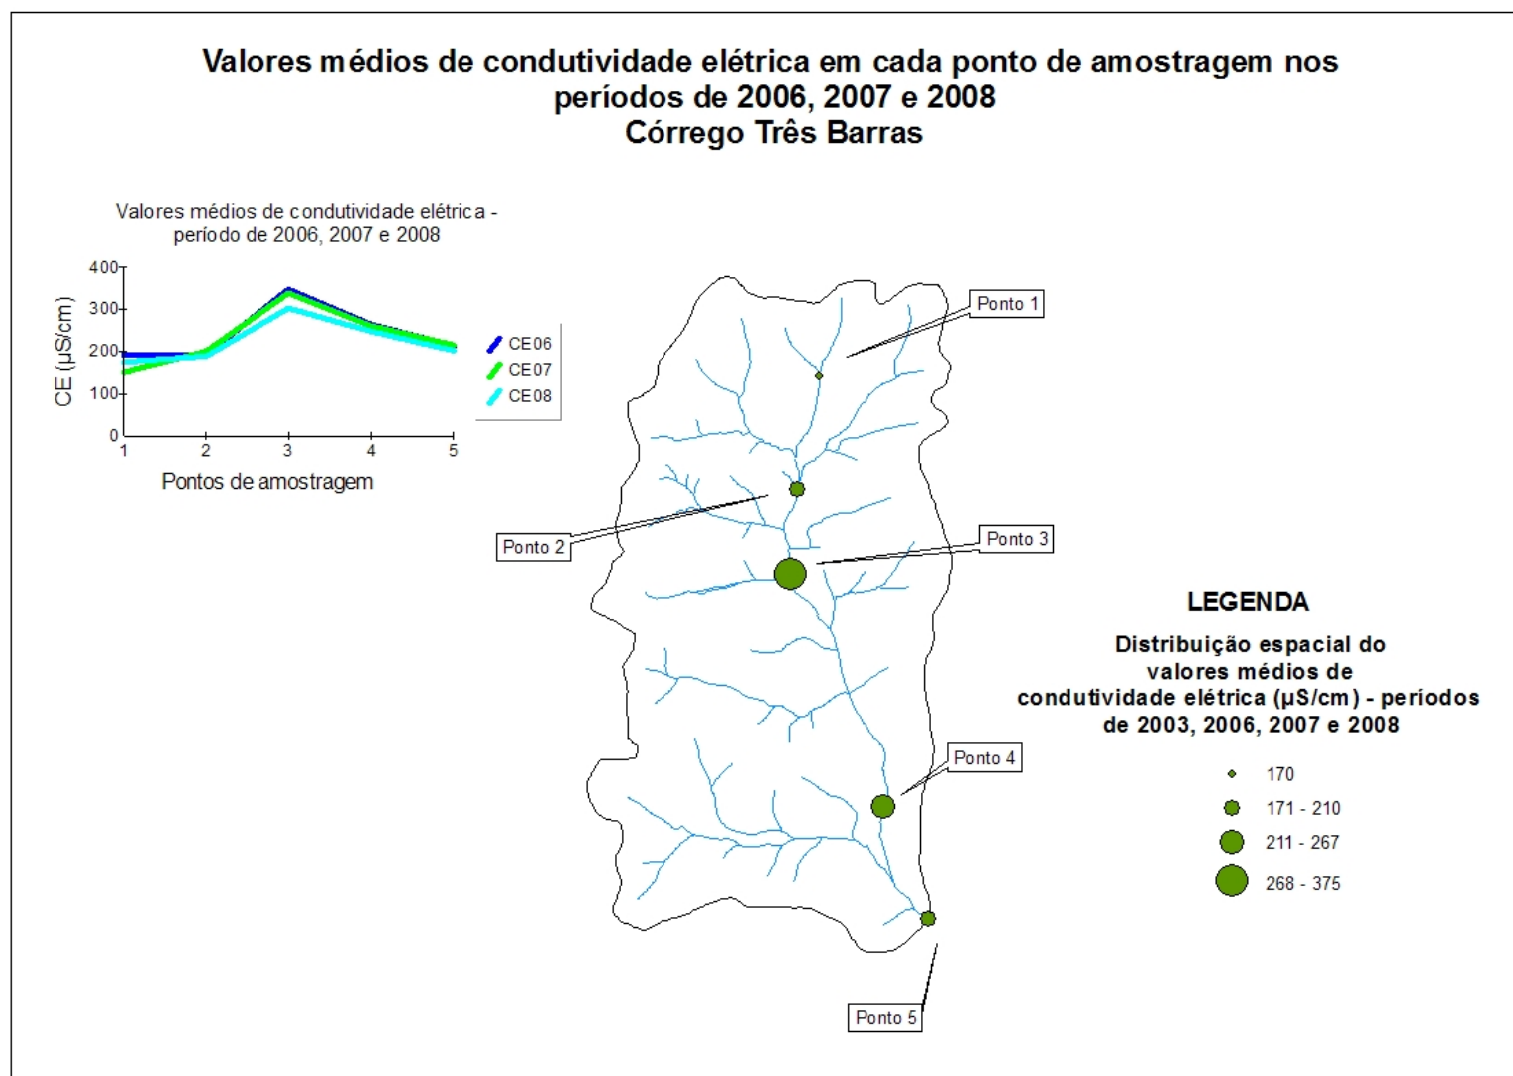 Valores médios de condutividade elétrica em cada ponto de amostragem nos
períodos de 2006, 2007 e 2008
Córrego Três Barras
Valores médios de condutividade elétrica -
período de 2006, 2007 e 2008
400
300
200
100
0
CE (µS/cm)
1 2 3 4 5
Pontos de amostragem
CE06
CE07
CE08
Ponto 1
Ponto 2
Ponto 3
Ponto 4
Ponto 5
LEGENDA
Distribuição espacial do
valores médios de
condutividade elétrica (µS/cm) - períodos
de 2003, 2006, 2007 e 2008
170
171 - 210
211 - 267
268 - 375